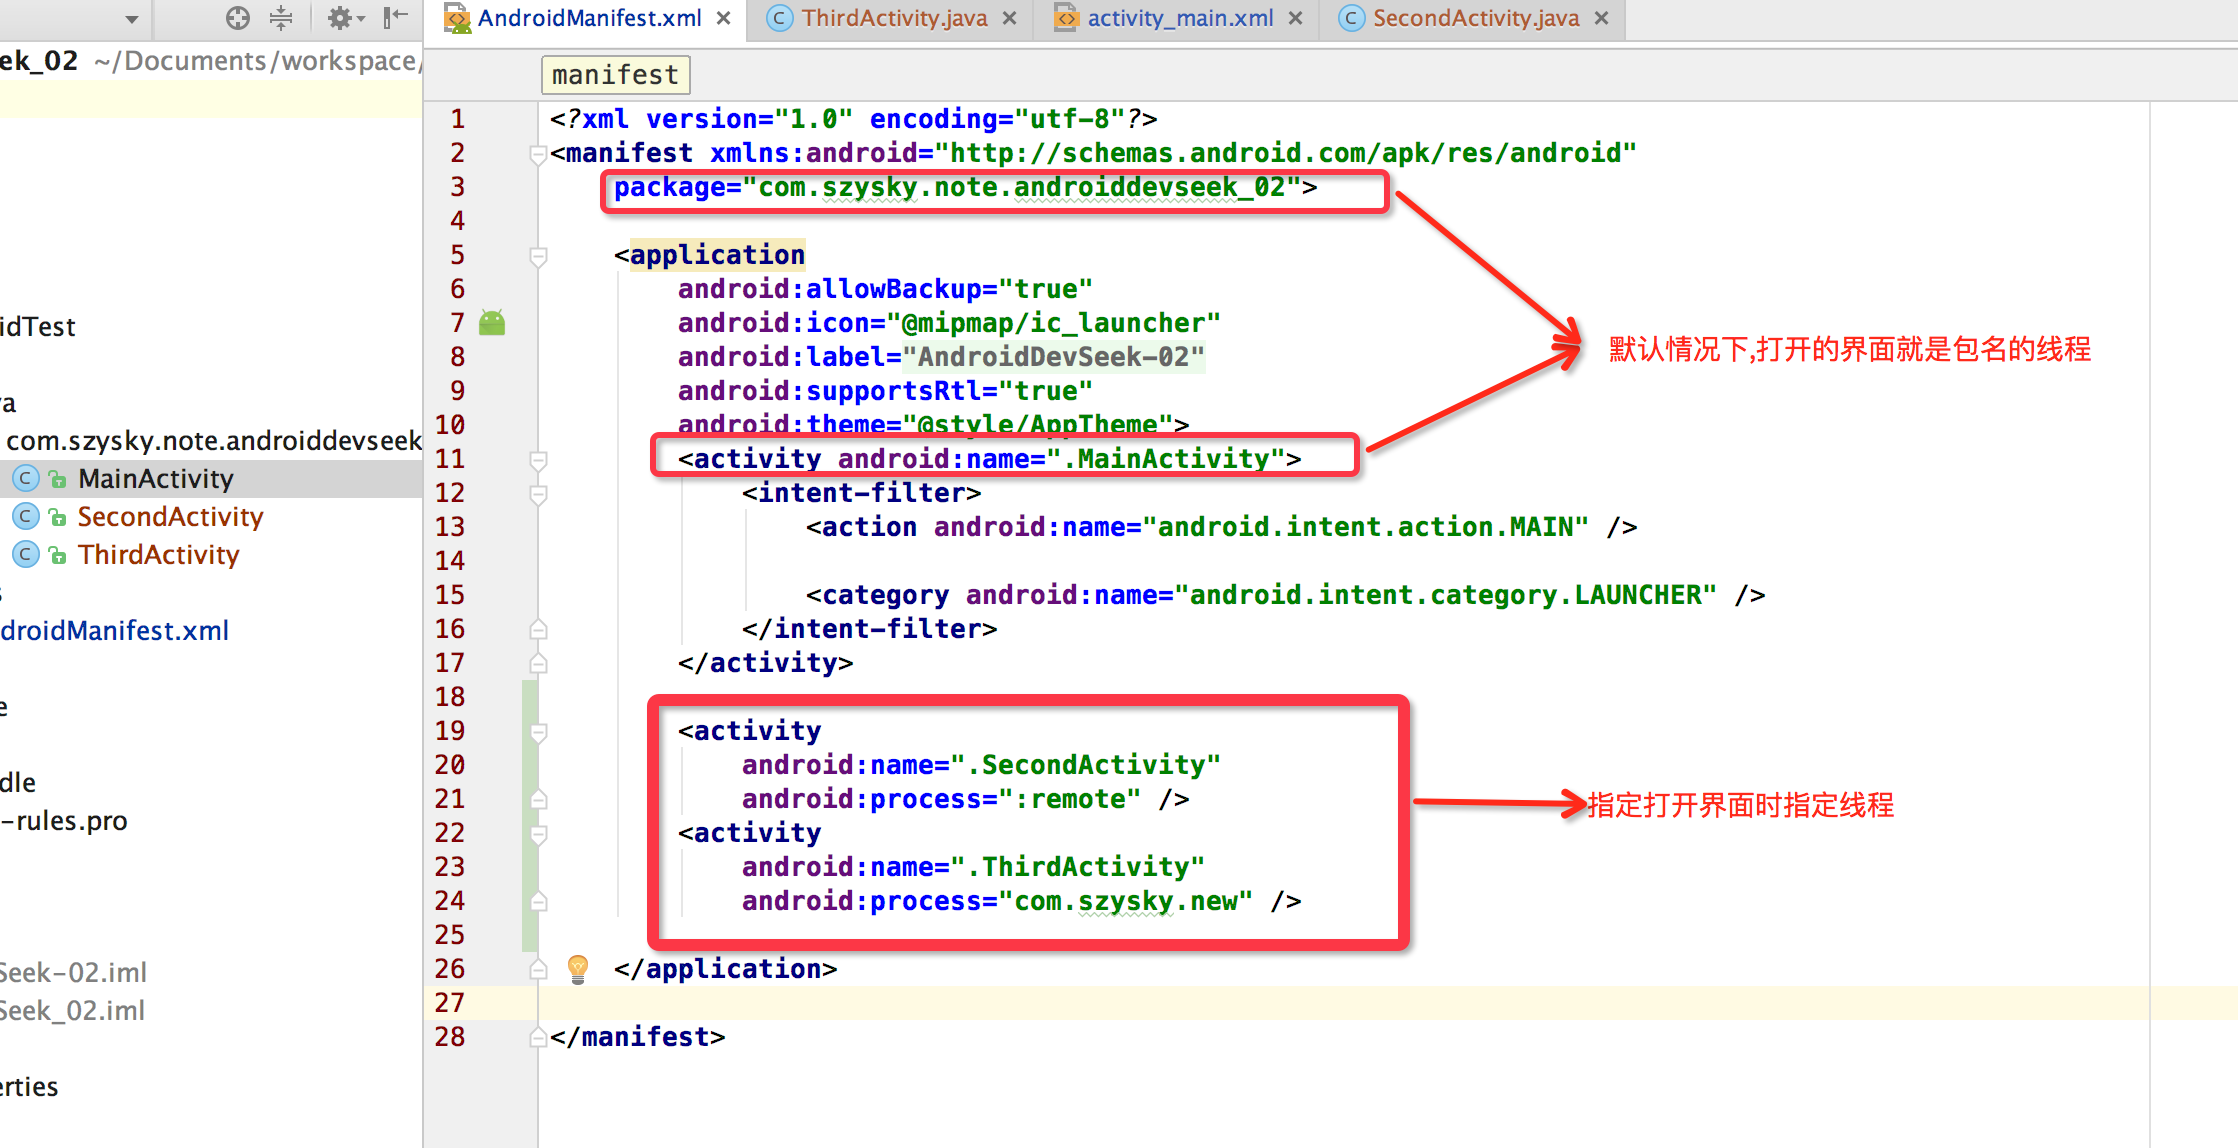 AndroidManifest.xml
ThirdActivity.java
activity_main.xml
SecondActivity.java
ek_02 ~/Documents/workspace/
manifest
1 <?xml version="1.0" encoding="utf-8"?>
2 <manifest xmlns:android="http://schemas.android.com/apk/res/android"
3 package="com.szysky.note.androiddevseek_02">
4
5 <application
6 android:allowBackup="true"
7 android:icon="@mipmap/ic_launcher"
8 android:label="AndroidDevSeek-02"
9 android:supportsRtl="true"
10 android:theme="@style/AppTheme">
11 <activity android:name=".MainActivity">
12 <intent-filter>
13 <action android:name="android.intent.action.MAIN" />
14
15 <category android:name="android.intent.category.LAUNCHER" />
16 </intent-filter>
17 </activity>
18
19 <activity
20 android:name=".SecondActivity"
21 android:process=":remote" />
22 <activity
23 android:name=".ThirdActivity"
24 android:process="com.szysky.new" />
25
26 </application>
27
28 </manifest>
默认情况下,打开的界面就是包名的线程
指定打开界面时指定线程
idTest
a
com.szysky.note.androiddevseek
MainActivity
SecondActivity
ThirdActivity
s
droidManifest.xml
e
dle
-rules.pro
Seek-02.iml
Seek_02.iml
erties